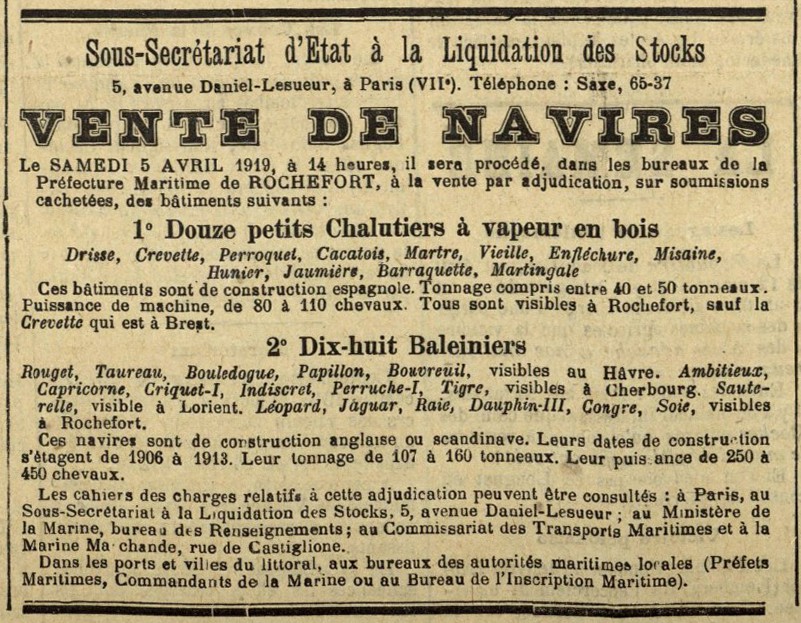 Sous-Secrétariat d'Etat à la Liquidation des Stocks
5, avenue Daniel-Lesueur, à Paris (VIIe). Téléphone : Saxe, 65-37
VENTE DE NAVIRES
Le SAMEDI 5 AVRIL 1919, à 14 heures, il sera procédé, dans les bureaux de la
Préfecture Maritime de ROCHEFORT, à la vente par adjudication, sur soumissions
cachetées, des bâtiments suivants :
1° Douze petits Chalutiers à vapeur en bois
Drisse, Crevette, Perroquet, Cacatois, Martre, Vieille, Enfléchure, Misaine,
Hunier, Jaumière, Barraquette, Martingale
Ces bâtiments sont de construction espagnole. Tonnage compris entre 40 et 50 tonneaux.
Puissance de machine, de 80 à 110 chevaux. Tous sont visibles à Rochefort, sauf la
Crevette qui est à Brest.
2° Dix-huit Baleiniers
Rouget, Taureau, Bouledogue, Papillon, Bouvreuil, visibles au Hâvre. Ambitieux,
Capricorne, Criquet-I, Indiscret, Perruche-I, Tigre, visibles à Cherbourg. Saute-
relle, visible à Lorient. Léopard, Jaguar, Raie, Dauphin-III, Congre, Soie, visibles
à Rochefort.
Ces navires sont de construction anglaise ou scandinave. Leurs dates de construction
s'étagent de 1906 à 1913. Leur tonnage de 107 à 160 tonneaux. Leur puissance de 250 à
450 chevaux.
Les cahiers des charges relatifs à cette adjudication peuvent être consultés : à Paris, au
Sous-Secrétariat à la Liquidation des Stocks, 5, avenue Daniel-Lesueur ; au Ministère de
la Marine, bureau des Renseignements ; au Commissariat des Transports Maritimes et à la
Marine Marchande, rue de Castiglione.
Dans les ports et villes du littoral, aux bureaux des autorités maritimes locales (Préfets
Maritimes, Commandants de la Marine ou au Bureau de l'Inscription Maritime).